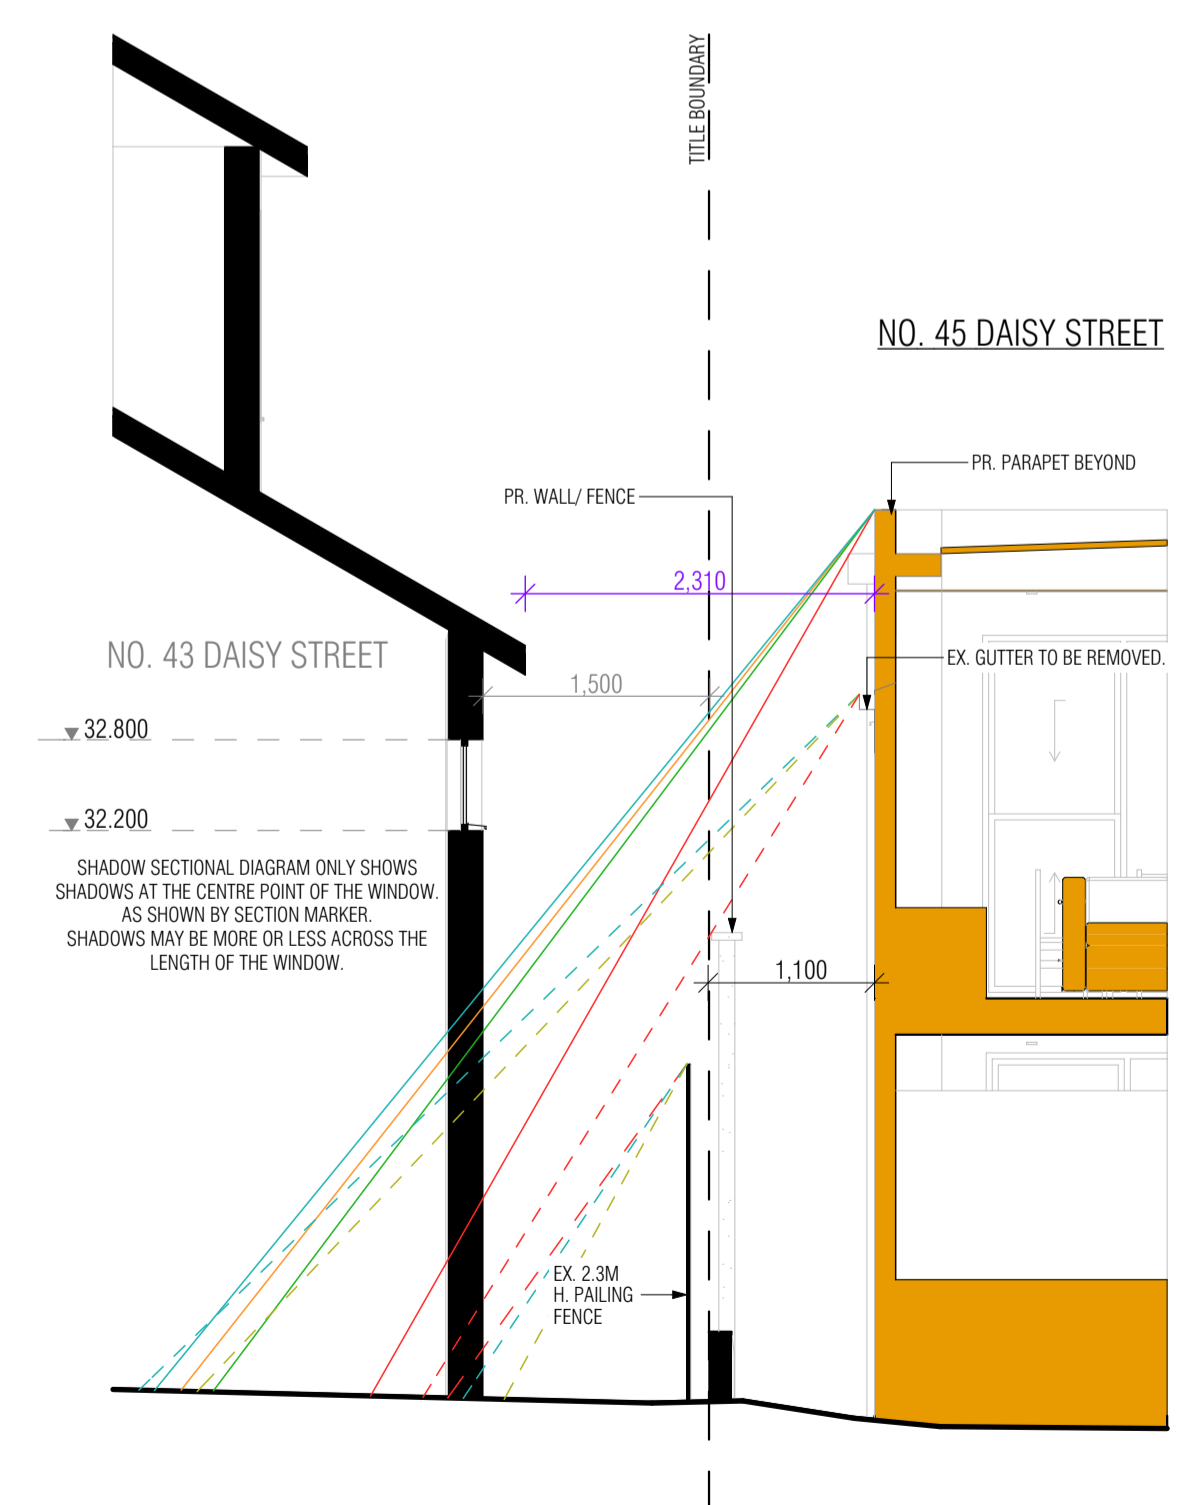 TITLE BOUNDARY
NO. 45 DAISY STREET
PR. PARAPET BEYOND
PR. WALL/ FENCE
2,310
NO. 43 DAISY STREET
EX. GUTTER TO BE REMOVED.
1,500
32.800
32.200
SHADOW SECTIONAL DIAGRAM ONLY SHOWS
SHADOWS AT THE CENTRE POINT OF THE WINDOW.
AS SHOWN BY SECTION MARKER.
SHADOWS MAY BE MORE OR LESS ACROSS THE
LENGTH OF THE WINDOW.
1,100
EX. 2.3M
H. PAILING
FENCE